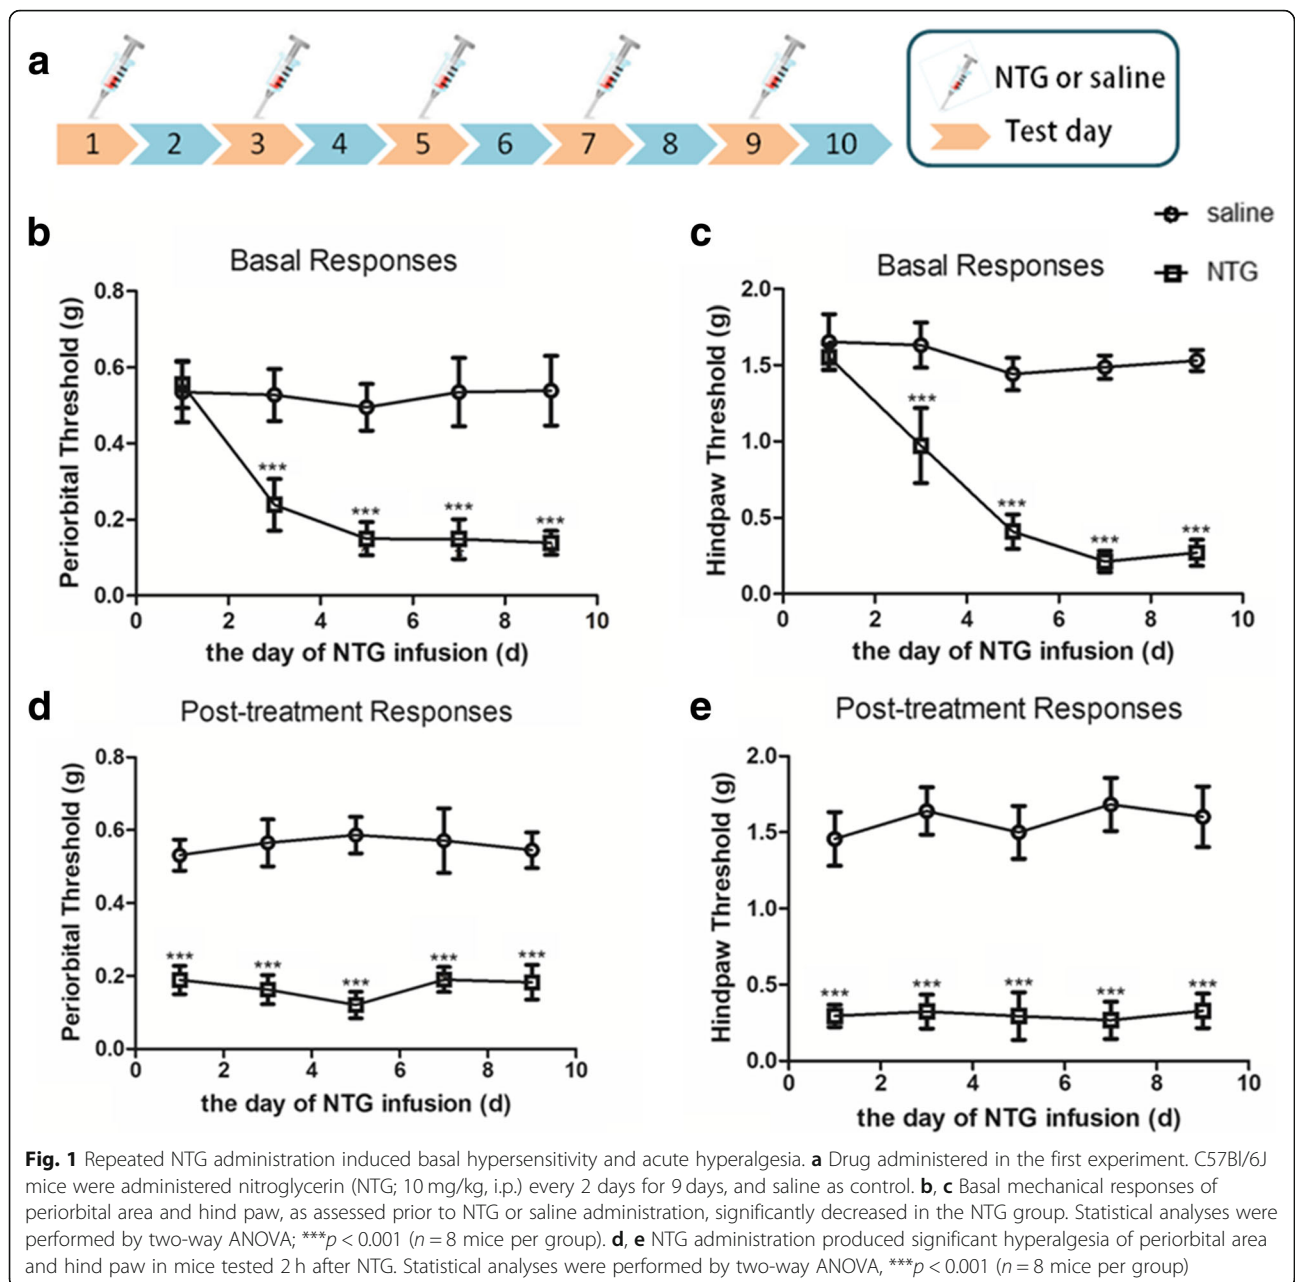 a
1 2 3 4 5 6 7 8 9 10
NTG or saline
Test day
saline
NTG
b
Basal Responses
Periorbital Threshold (g)
0.8
0.6
0.4
0.2
0.0
***
***
***
***
0 2 4 6 8 10
the day of NTG infusion (d)
c
Basal Responses
Hindpaw Threshold (g)
2.0
1.5
1.0
0.5
0.0
***
***
***
***
0 2 4 6 8 10
the day of NTG infusion (d)
d
Post-treatment Responses
Periorbital Threshold (g)
0.8
0.6
0.4
0.2
0.0
***
***
***
***
***
0 2 4 6 8 10
the day of NTG infusion (d)
e
Post-treatment Responses
Hindpaw Threshold (g)
2.0
1.5
1.0
0.5
0.0
***
***
***
***
***
0 2 4 6 8 10
the day of NTG infusion (d)
Fig. 1 Repeated NTG administration induced basal hypersensitivity and acute hyperalgesia. a Drug administered in the first experiment. C57Bl/6J
mice were administered nitroglycerin (NTG; 10 mg/kg, i.p.) every 2 days for 9 days, and saline as control. b, c Basal mechanical responses of
periorbital area and hind paw, as assessed prior to NTG or saline administration, significantly decreased in the NTG group. Statistical analyses were
performed by two-way ANOVA; ***p < 0.001 (n = 8 mice per group). d, e NTG administration produced significant hyperalgesia of periorbital area
and hind paw in mice tested 2 h after NTG. Statistical analyses were performed by two-way ANOVA, ***p < 0.001 (n = 8 mice per group)